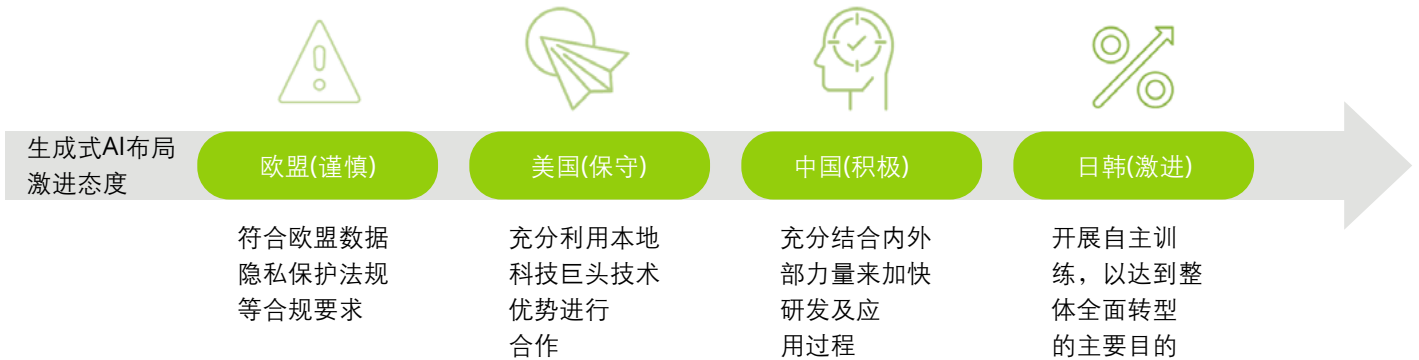 生成式AI布局
激进态度
欧盟(谨慎)
美国(保守)
中国(积极)
日韩(激进)
符合欧盟数据
隐私保护法规
等合规要求
充分利用本地
科技巨头技术
优势进行
合作
充分结合内外
部力量来加快
研发及应
用过程
开展自主训
练，以达到整
体全面转型
的主要目的